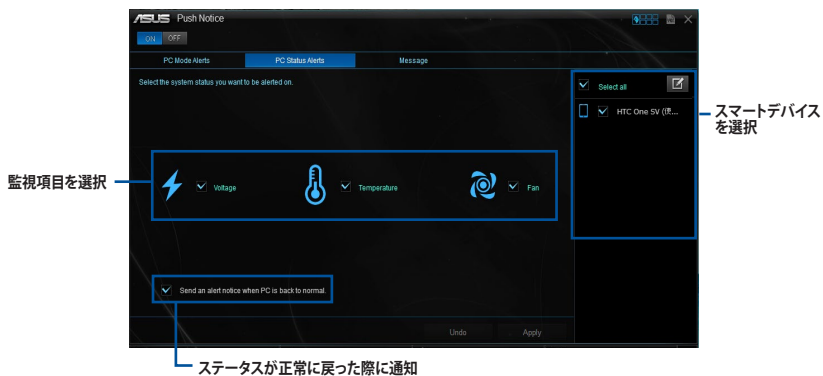 ASUS Push Notice
ON OFF
PC Mode Alerts PC Status Alerts Message
Select the system status you want to be alerted on.
Select all
HTC One SV (便...
スマートデバイス
を選択
監視項目を選択
Voltage Temperature Fan
Send an alert notice when PC is back to normal.
Undo Apply
ステータスが正常に戻った際に通知